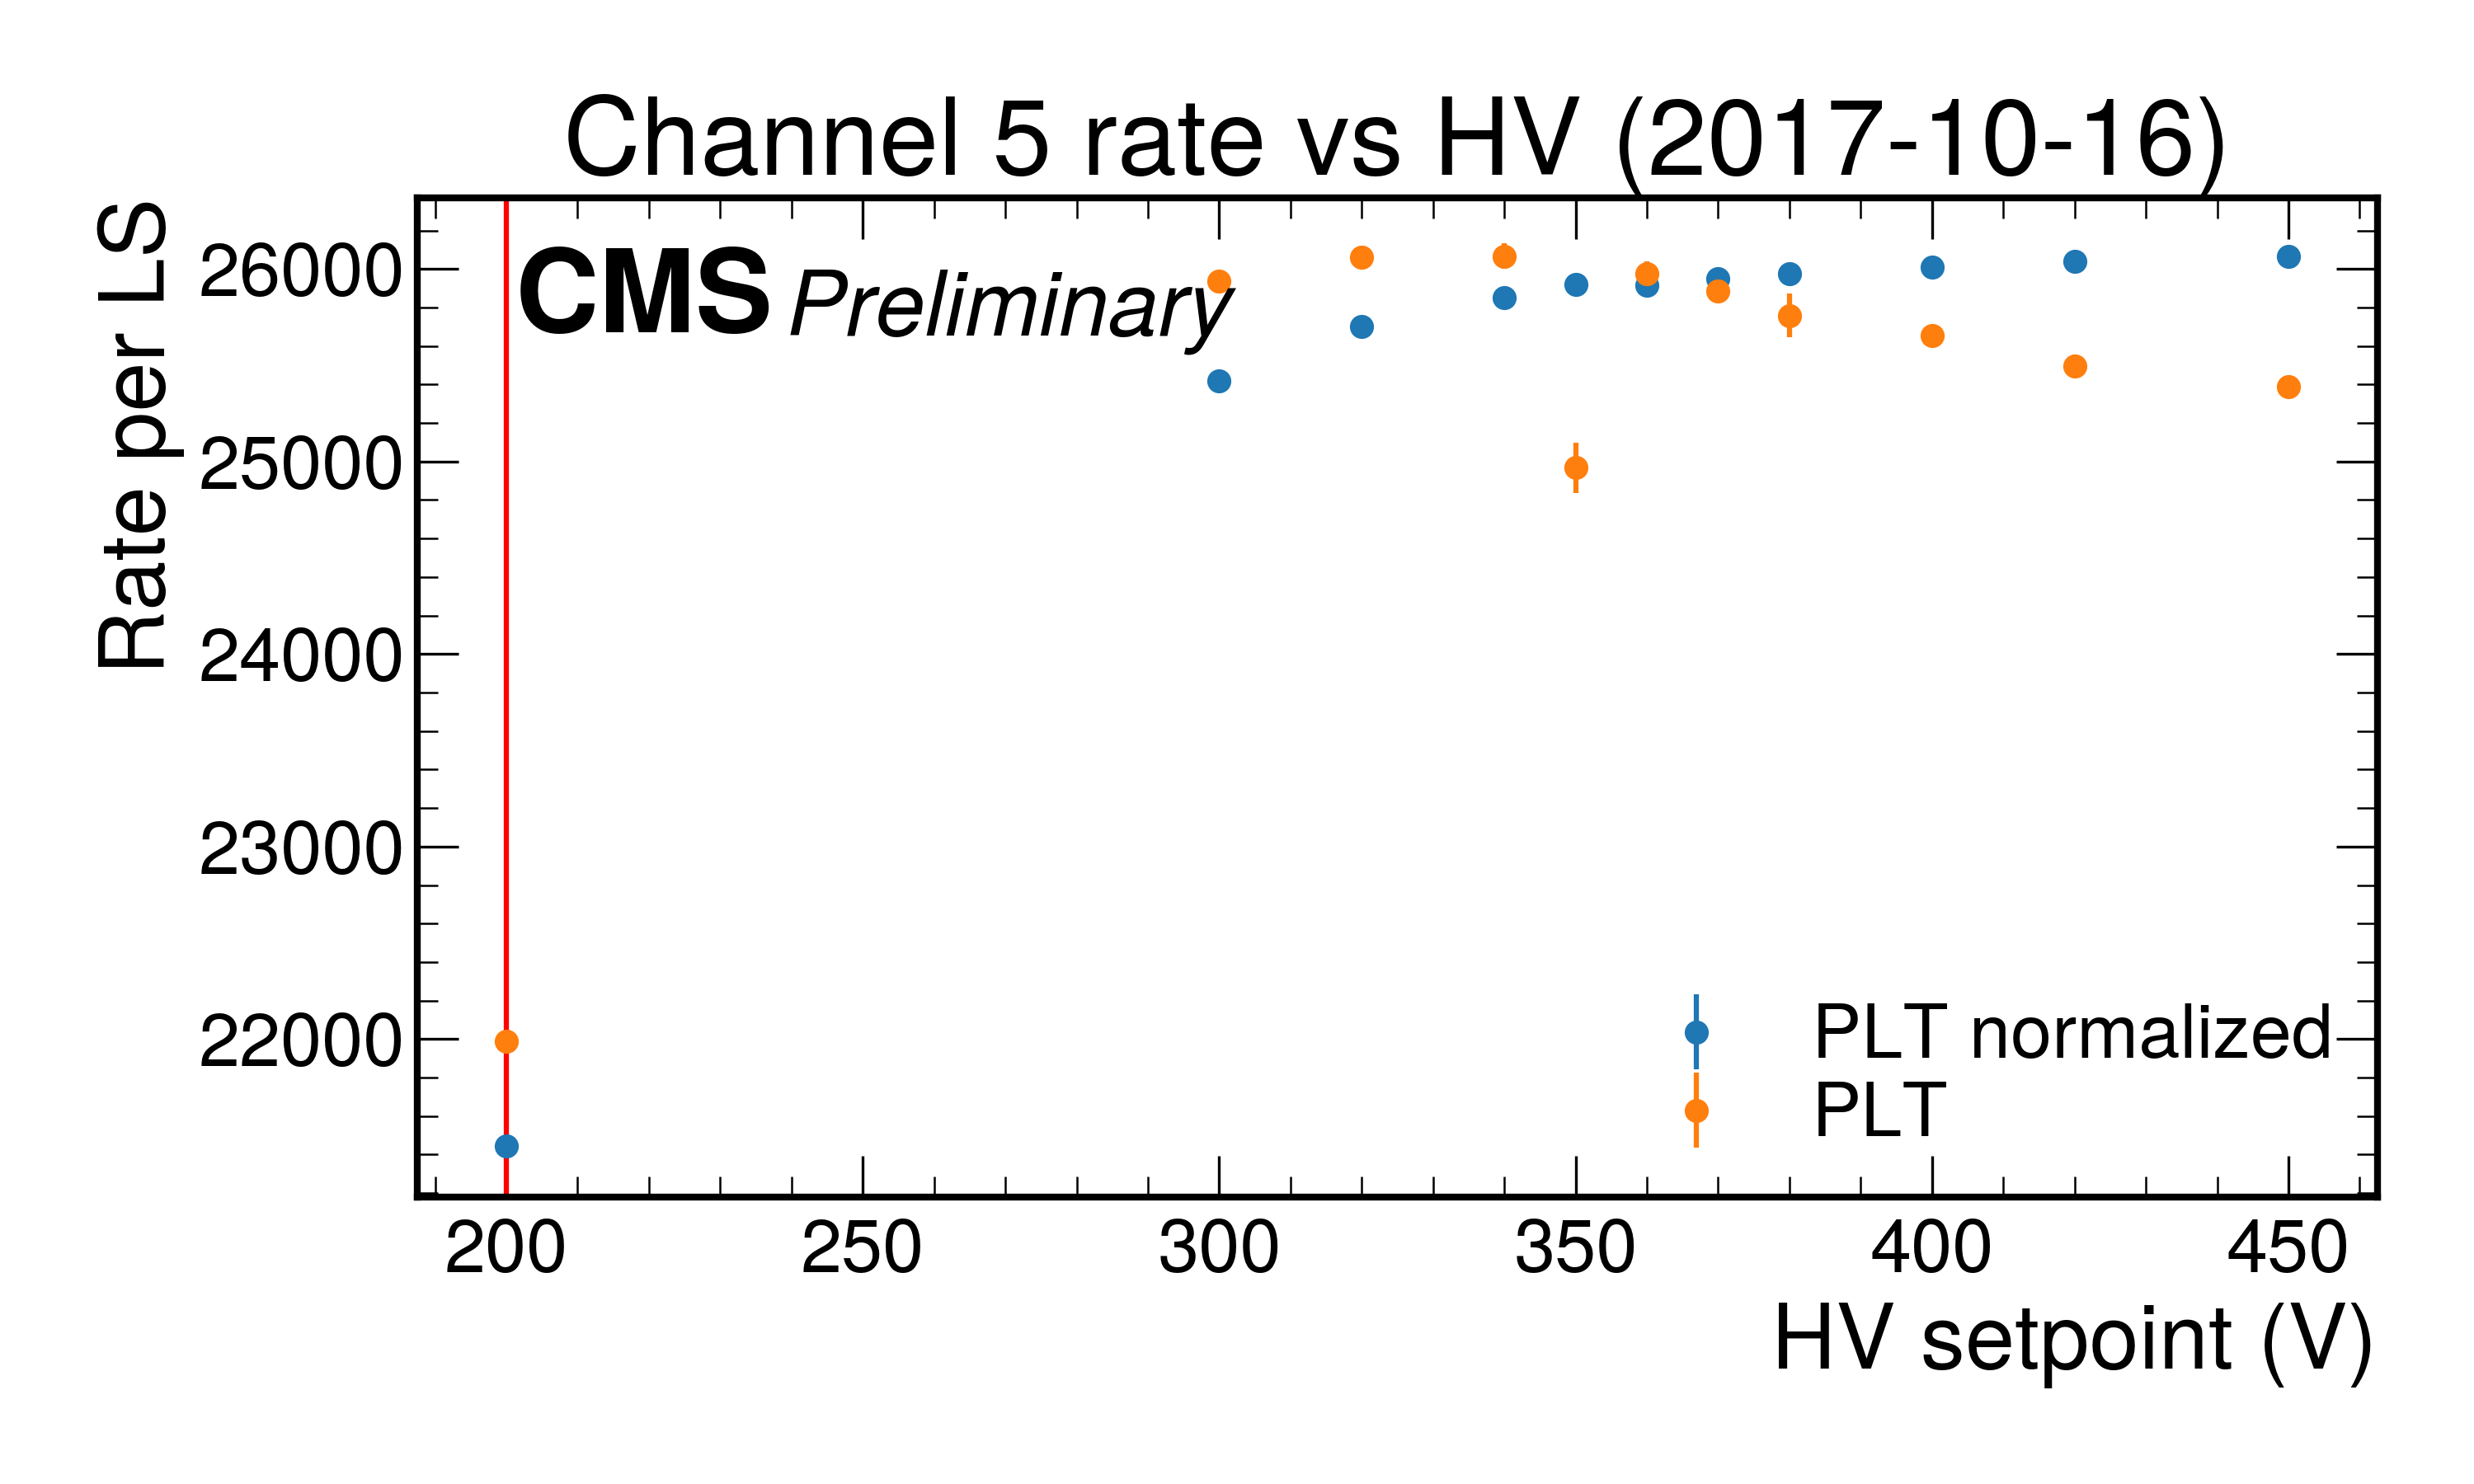 Channel 5 rate vs HV (2017-10-16)
CMS Preliminary
Rate per LS
26000
25000
24000
23000
22000
PLT normalized
PLT
200 250 300 350 400 450
HV setpoint (V)